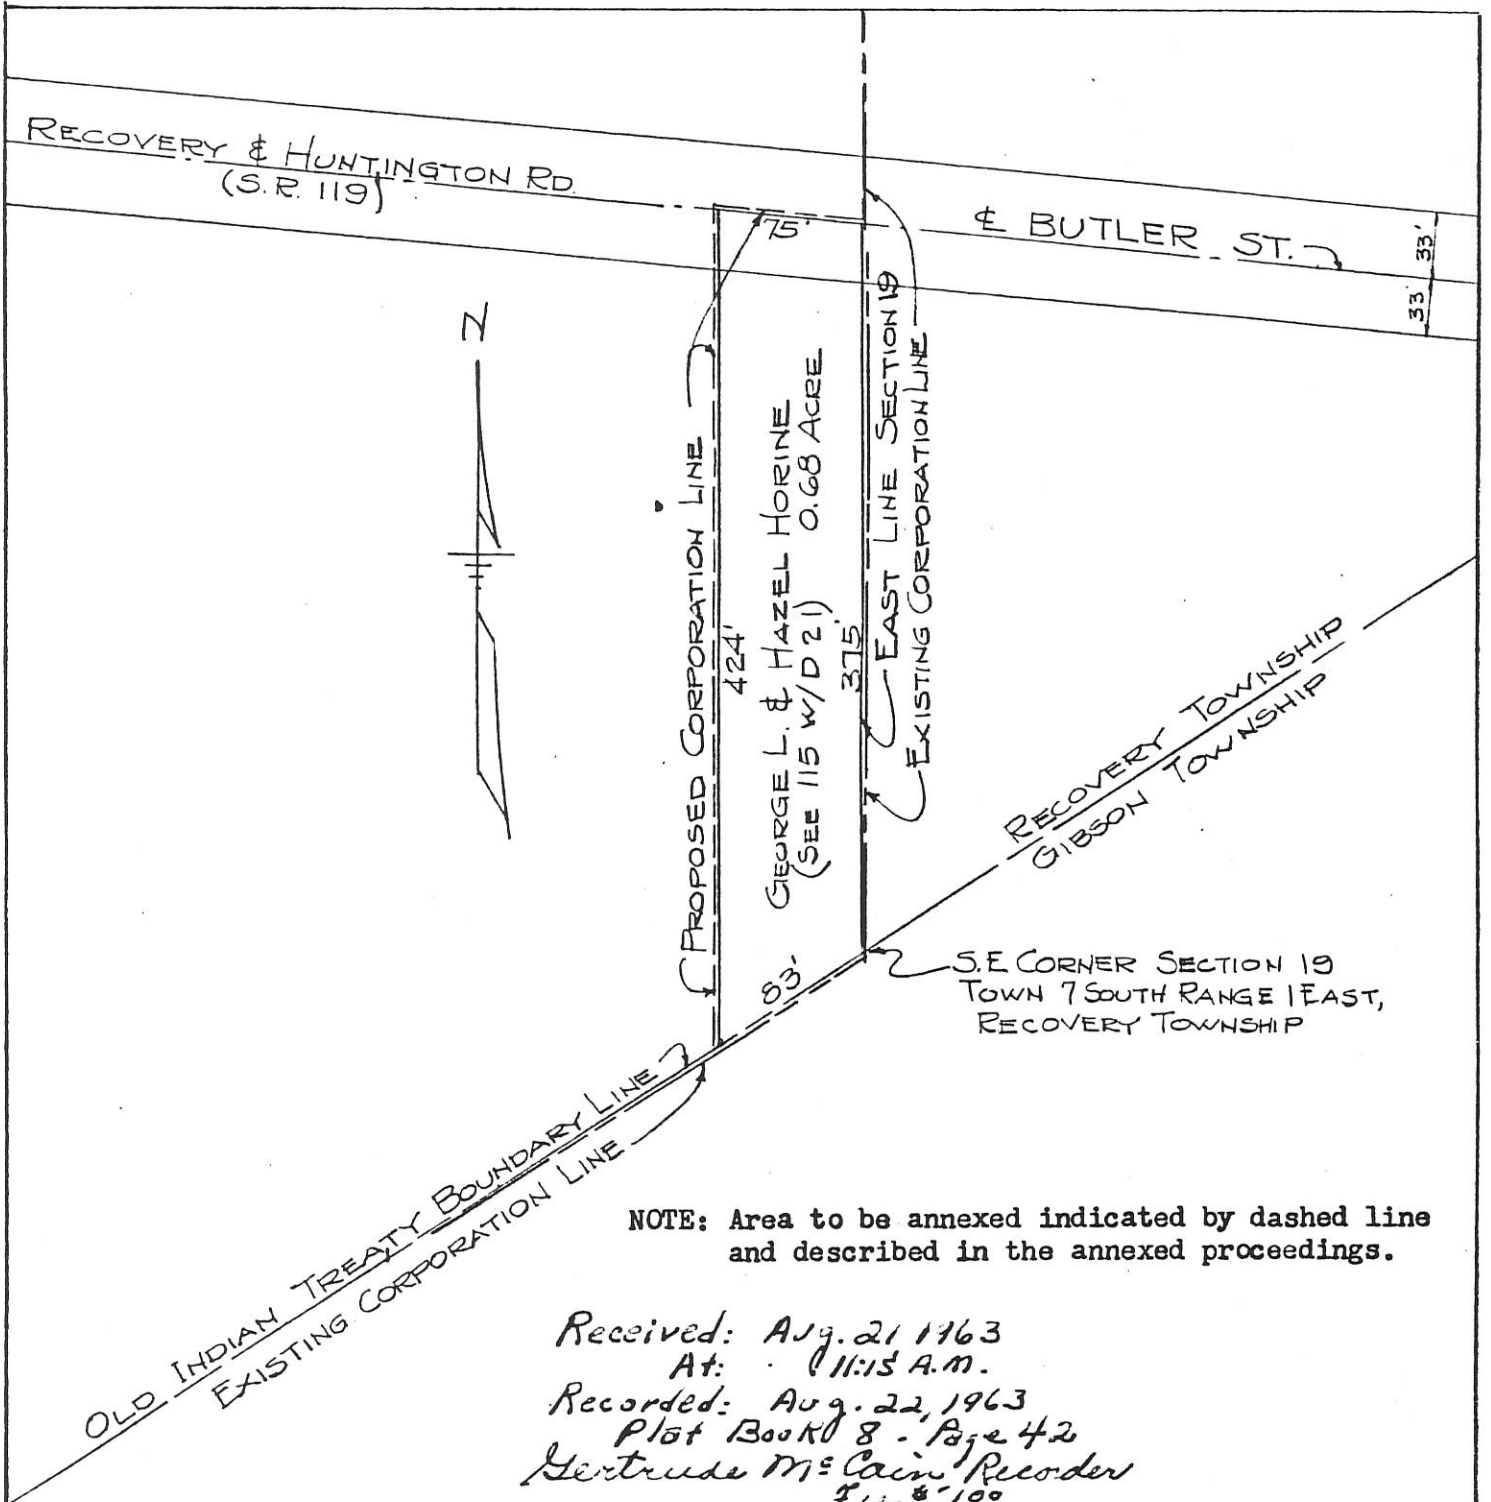 RECOVERY & HUNTINGTON RD.
(S.R. 119)
75'
℄ BUTLER ST.
33'
33'
N
PROPOSED CORPORATION LINE
424'
GEORGE L. & HAZEL HORINE
(SEE 115 W/D 21) 0.68 ACRE
375'
EAST LINE SECTION 19
EXISTING CORPORATION LINE
RECOVERY TOWNSHIP
GIBSON TOWNSHIP
83'
S.E CORNER SECTION 19
TOWN 7 SOUTH RANGE 1 EAST,
RECOVERY TOWNSHIP
OLD INDIAN TREATY BOUNDARY LINE
EXISTING CORPORATION LINE
NOTE: Area to be annexed indicated by dashed line
and described in the annexed proceedings.
Received: Aug. 21 1963
At: 11:15 A.M.
Recorded: Aug. 22, 1963
Plat Book 8 - Page 42
Gertrude McCain Recorder